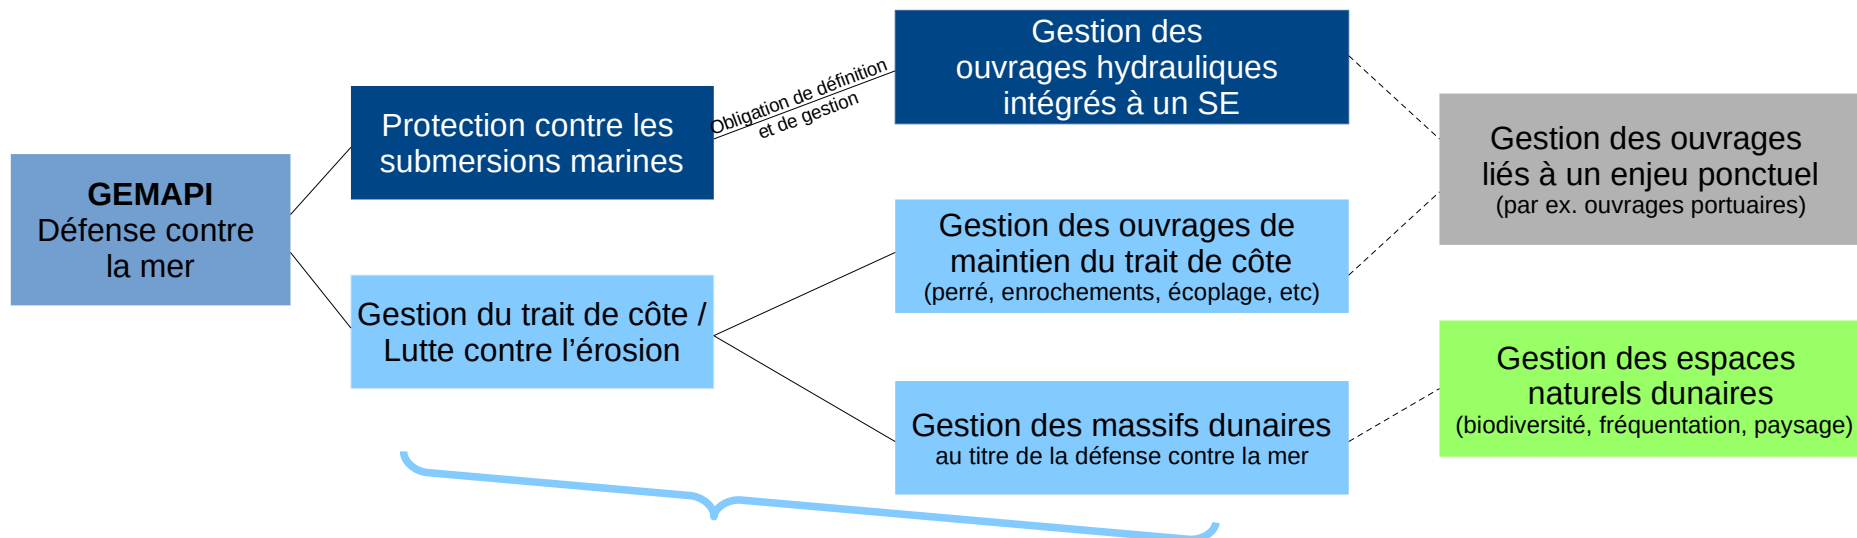 GEMAPI
Défense contre
la mer
Protection contre les
submersions marines
Gestion du trait de côte /
Lutte contre l’érosion
Obligation de définition
et de gestion
Gestion des
ouvrages hydrauliques
intégrés à un SE
Gestion des ouvrages de
maintien du trait de côte
(perré, enrochements, écoplage, etc)
Gestion des massifs dunaires
au titre de la défense contre la mer
Gestion des ouvrages
liés à un enjeu ponctuel
(par ex. ouvrages portuaires)
Gestion des espaces
naturels dunaires
(biodiversité, fréquentation, paysage)